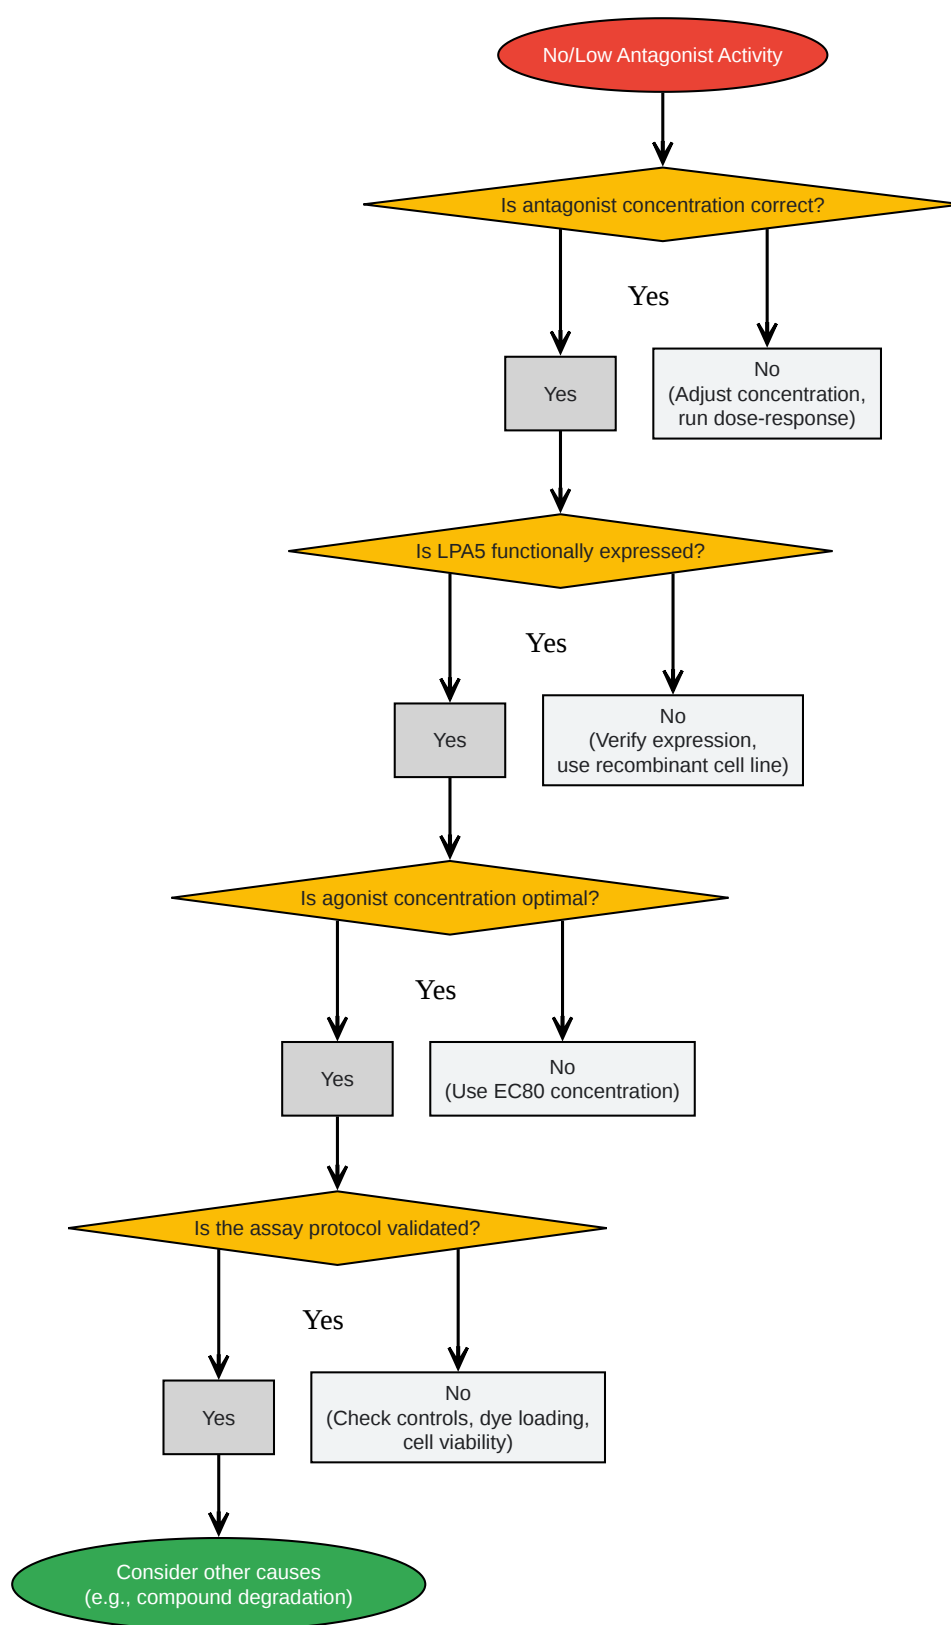 No/Low Antagonist Activity
Is antagonist concentration correct?
Yes
Yes
No
(Adjust concentration,
run dose-response)
Is LPA5 functionally expressed?
Yes
Yes
No
(Verify expression,
use recombinant cell line)
Is agonist concentration optimal?
Yes
Yes
No
(Use EC80 concentration)
Is the assay protocol validated?
Yes
Yes
No
(Check controls, dye loading,
cell viability)
Consider other causes
(e.g., compound degradation)